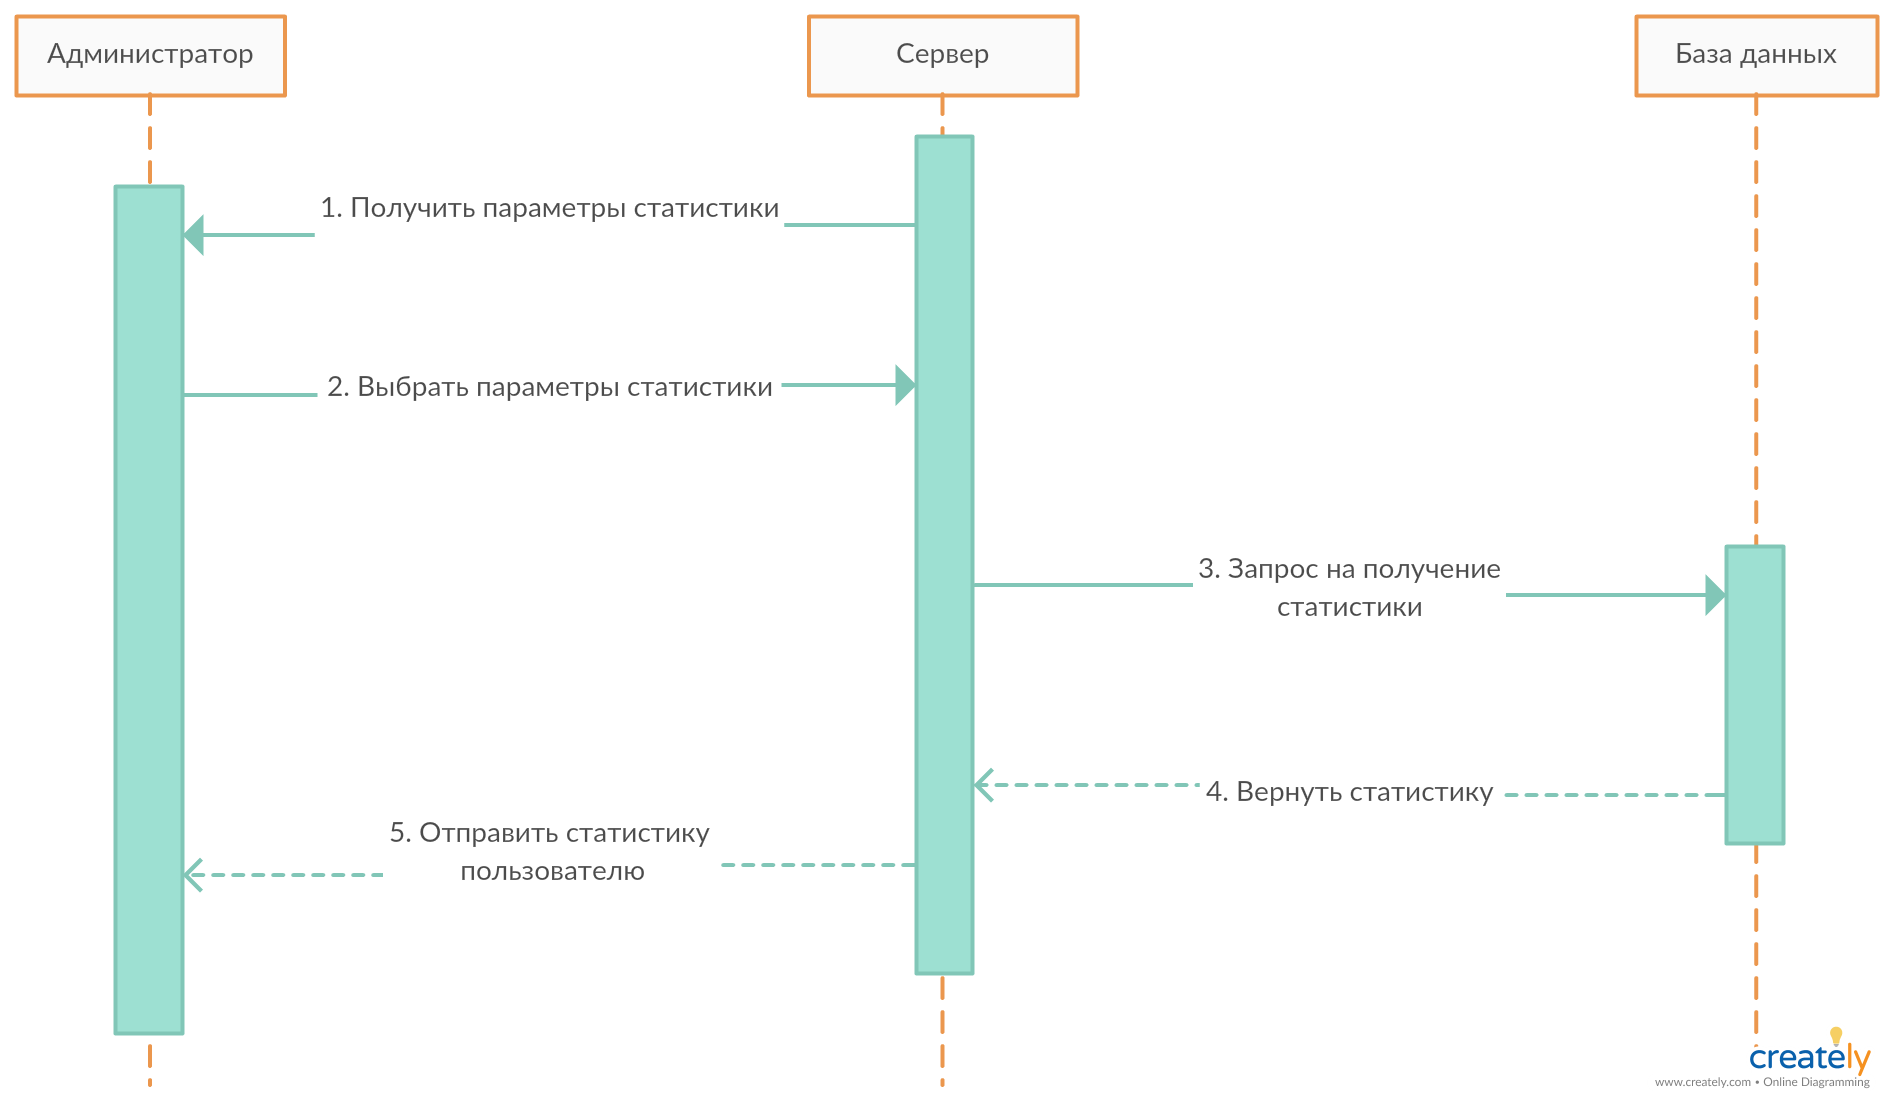 Администратор
Сервер
База данных
1. Получить параметры статистики
2. Выбрать параметры статистики
3. Запрос на получение
статистики
4. Вернуть статистику
5. Отправить статистику
пользователю
creately
www.creately.com • Online Diagramming